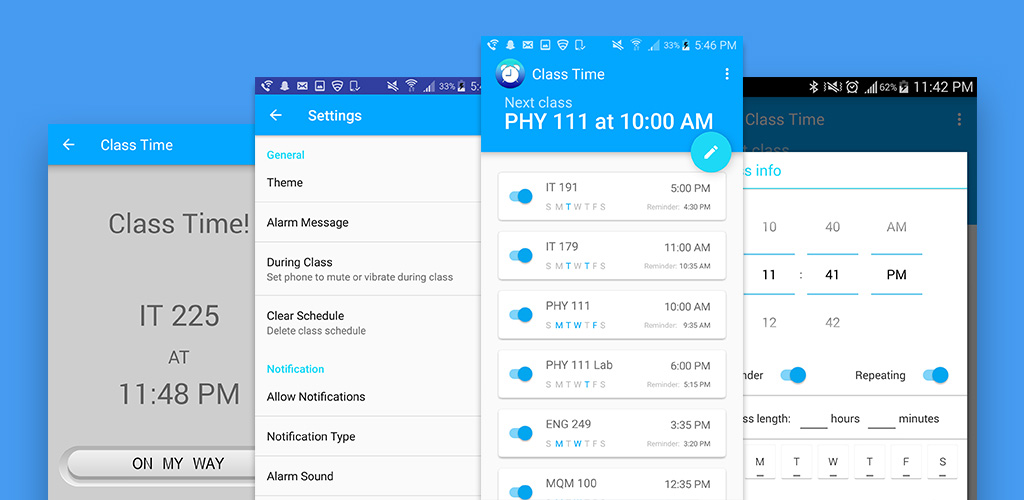 Class Time
Class Time!
IT 225
AT
11:48 PM
ON MY WAY
33% 5:4
Settings
General
Theme
Alarm Message
During Class
Set phone to mute or vibrate during class
Clear Schedule
Delete class schedule
Notification
Allow Notifications
Notification Type
Alarm Sound
33% 5:46 PM
Class Time
Next class
PHY 111 at 10:00 AM
IT 191 5:00 PM
S M T W T F S Reminder: 4:30 PM
IT 179 11:00 AM
S M T W T F S Reminder: 10:35 AM
PHY 111 10:00 AM
S M T W T F S Reminder: 9:35 AM
PHY 111 Lab 6:00 PM
S M T W T F S Reminder: 5:15 PM
ENG 249 3:35 PM
S M T W T F S Reminder: 3:20 PM
MQM 100 12:35 PM
62% 11:42 PM
Class Time
t class
s info
10 40 AM
11 : 41 PM
12 42
nder Repeating
ss length: ___ hours ___ minutes
M T W T F S